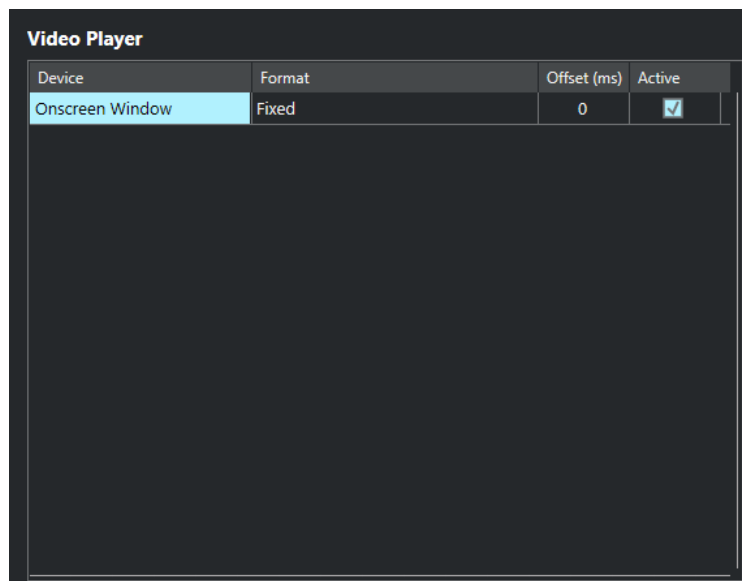 Video Player
Device Format Offset (ms) Active
Onscreen Window Fixed 0